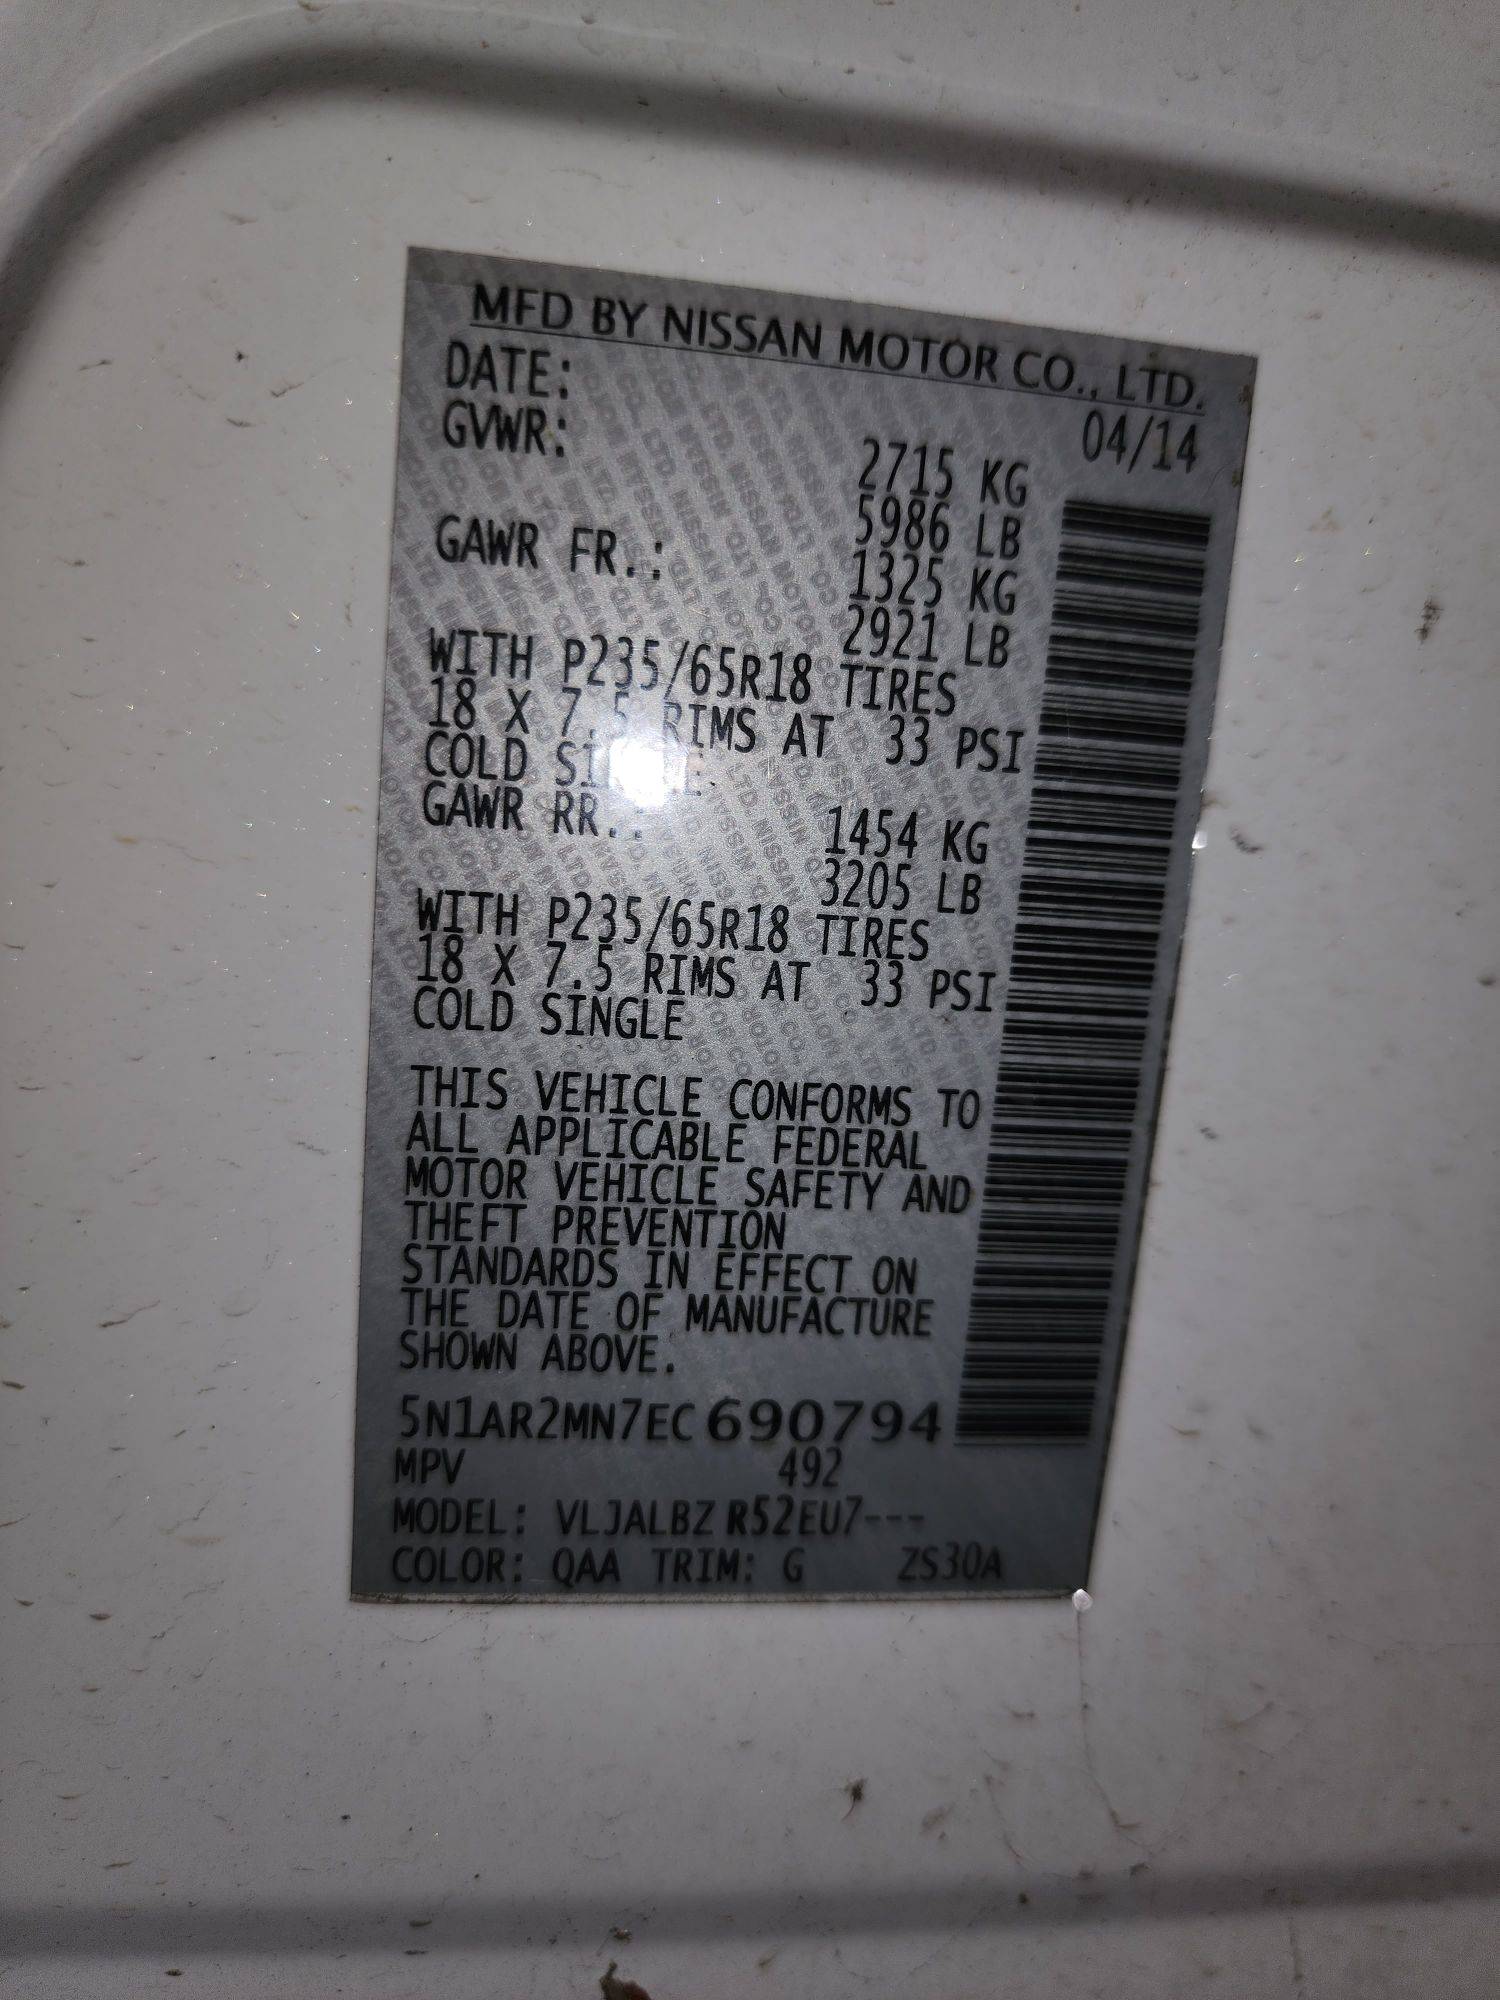 MFD BY NISSAN MOTOR CO., LTD.
DATE: 04/14
GVWR: 2715 KG
5986 LB
GAWR FR.: 1325 KG
2921 LB
WITH P235/65R18 TIRES
18 X 7.5 RIMS AT 33 PSI
COLD
GAWR RR.: 1454 KG
3205 LB
WITH P235/65R18 TIRES
18 X 7.5 RIMS AT 33 PSI
COLD SINGLE
THIS VEHICLE CONFORMS TO
ALL APPLICABLE FEDERAL
MOTOR VEHICLE SAFETY AND
THEFT PREVENTION
STANDARDS IN EFFECT ON
THE DATE OF MANUFACTURE
SHOWN ABOVE.
5N1AR2MN7EC690794
MPV 492
MODEL: VLJALBZ R52EU7---
COLOR: QAA TRIM: G ZS30A